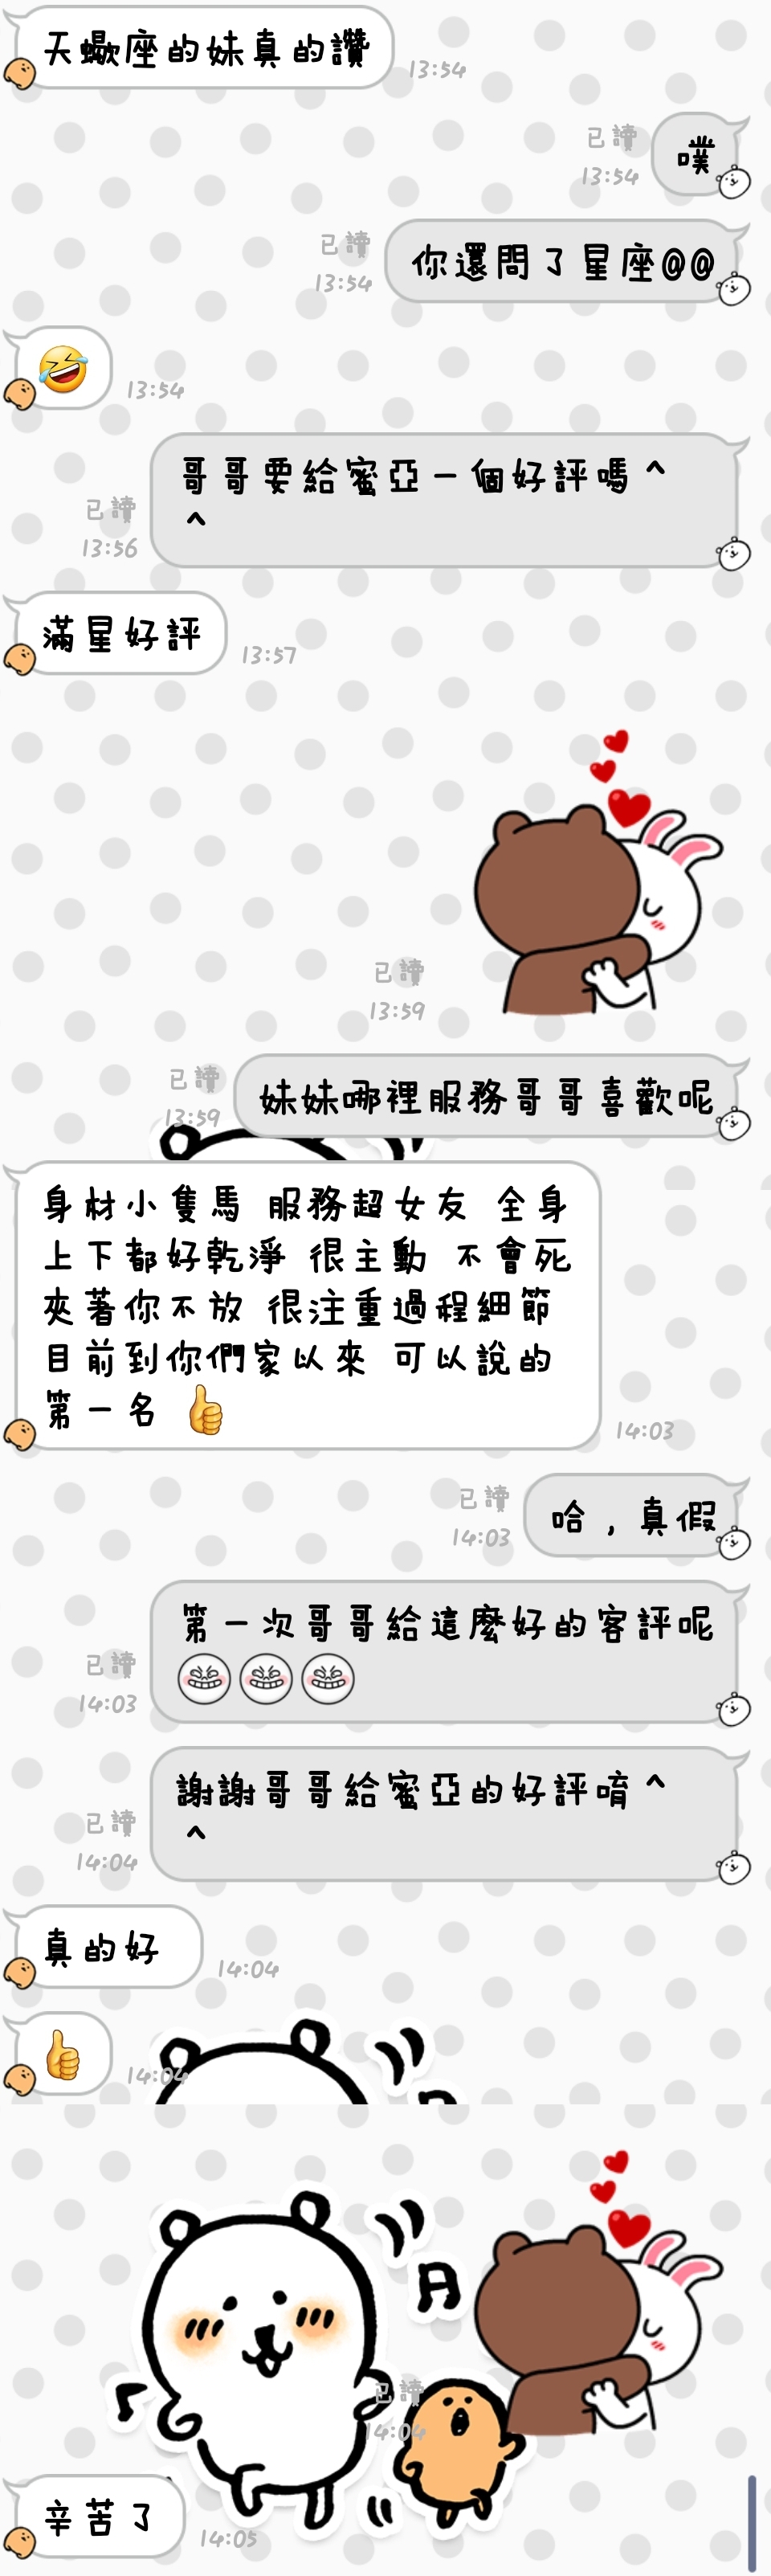 天蠍座的妹真的讚
13:54
已讀
13:54
噗
已讀
13:54
你還問了星座@@
🤣
13:54
已讀
13:56
哥哥要給蜜亞一個好評嗎^
^
滿星好評
13:57
已讀
13:59
已讀
13:59
妹妹哪裡服務哥哥喜歡呢
身材小隻馬 服務超女友 全身
上下都好乾淨 很主動 不會死
夾著你不放 很注重過程細節
目前到你們家以來 可以說的
第一名 👍
14:03
已讀
14:03
哈，真假
已讀
14:03
第一次哥哥給這麼好的客評呢
已讀
14:04
謝謝哥哥給蜜亞的好評唷^
^
真的好
14:04
👍
14:04
已讀
14:04
辛苦了
14:05